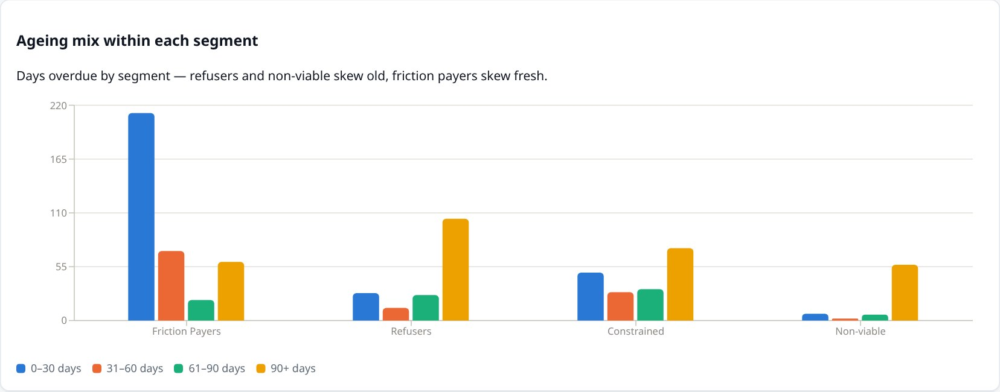 Ageing mix within each segment
Days overdue by segment — refusers and non-viable skew old, friction payers skew fresh.
220
165
110
55
0
Friction Payers
Refusers
Constrained
Non-viable
0–30 days
31–60 days
61–90 days
90+ days